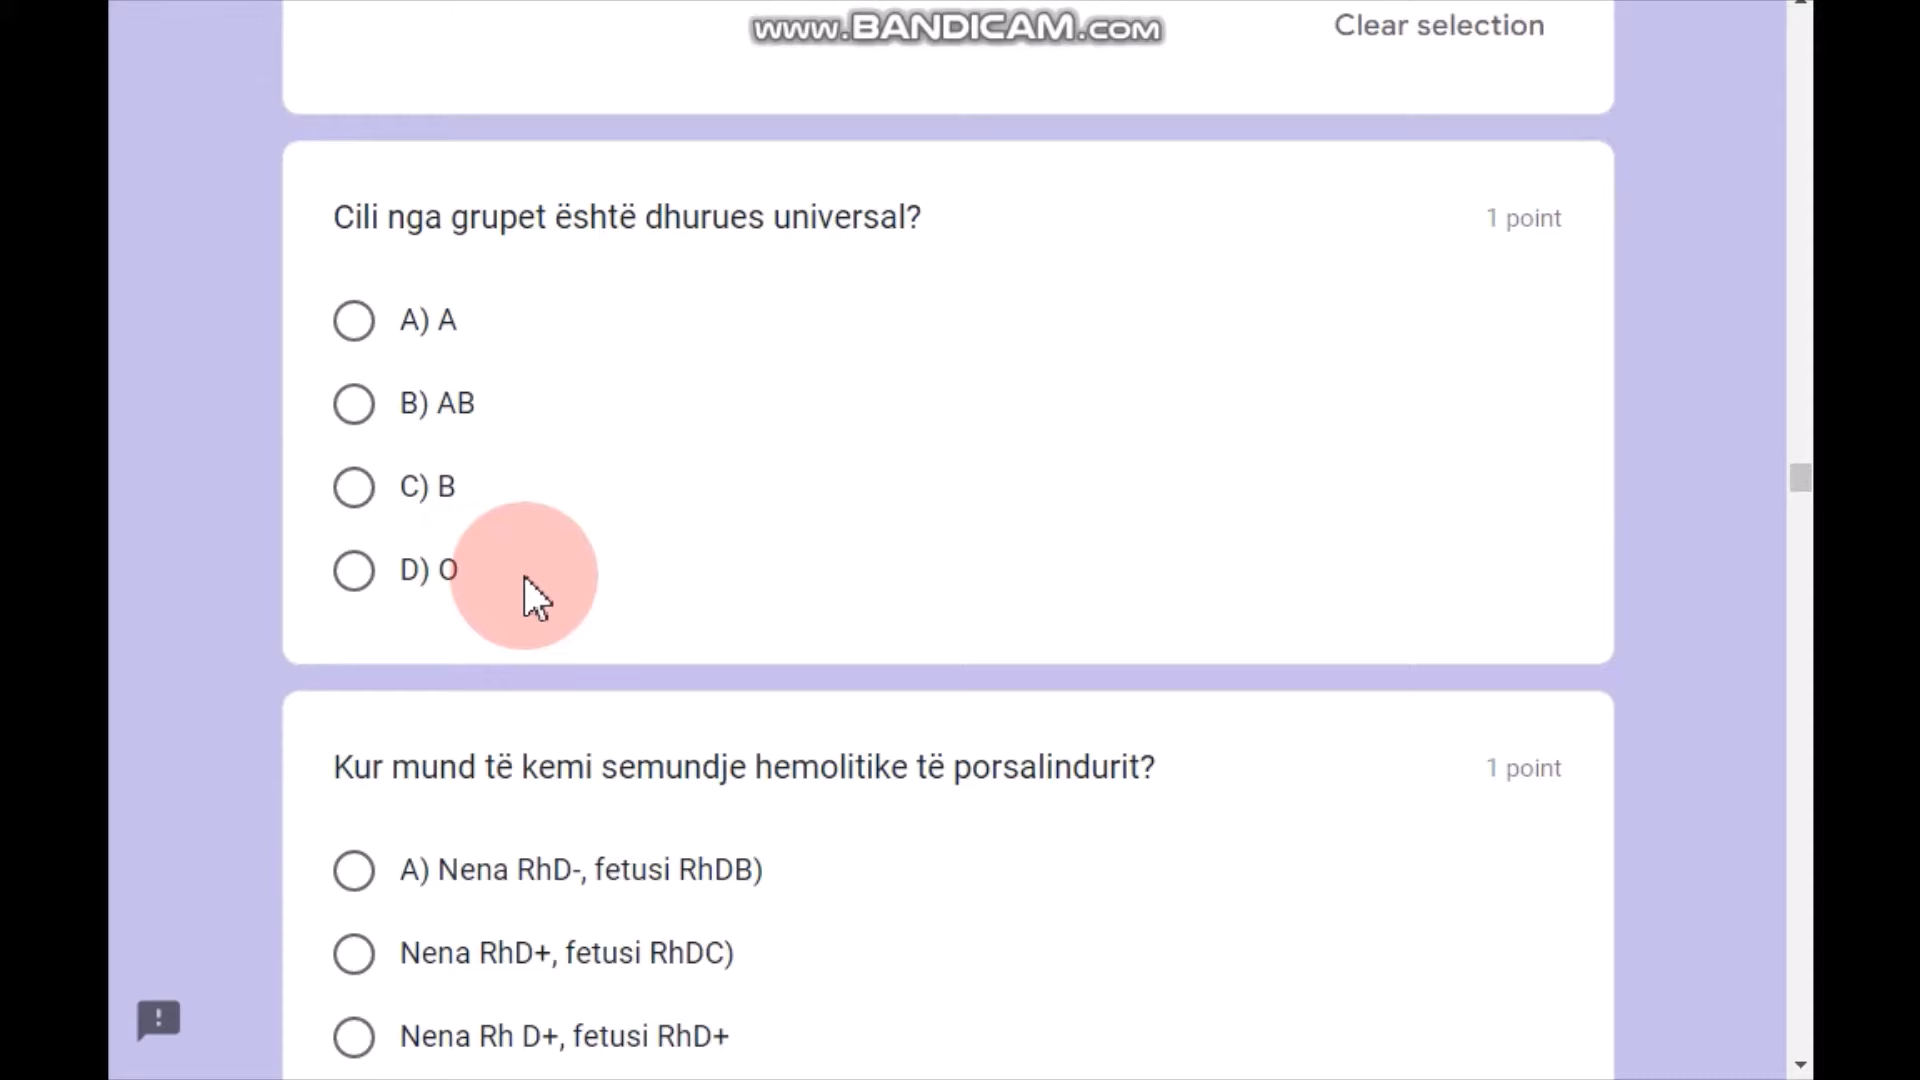 www.BANDICAM.com
Clear selection
Cili nga grupet është dhurues universal?
1 point
A) A
B) AB
C) B
D) O
Kur mund të kemi semundje hemolitike të porsalindurit?
1 point
A) Nena RhD-, fetusi RhDB)
Nena RhD+, fetusi RhDC)
Nena Rh D+, fetusi RhD+